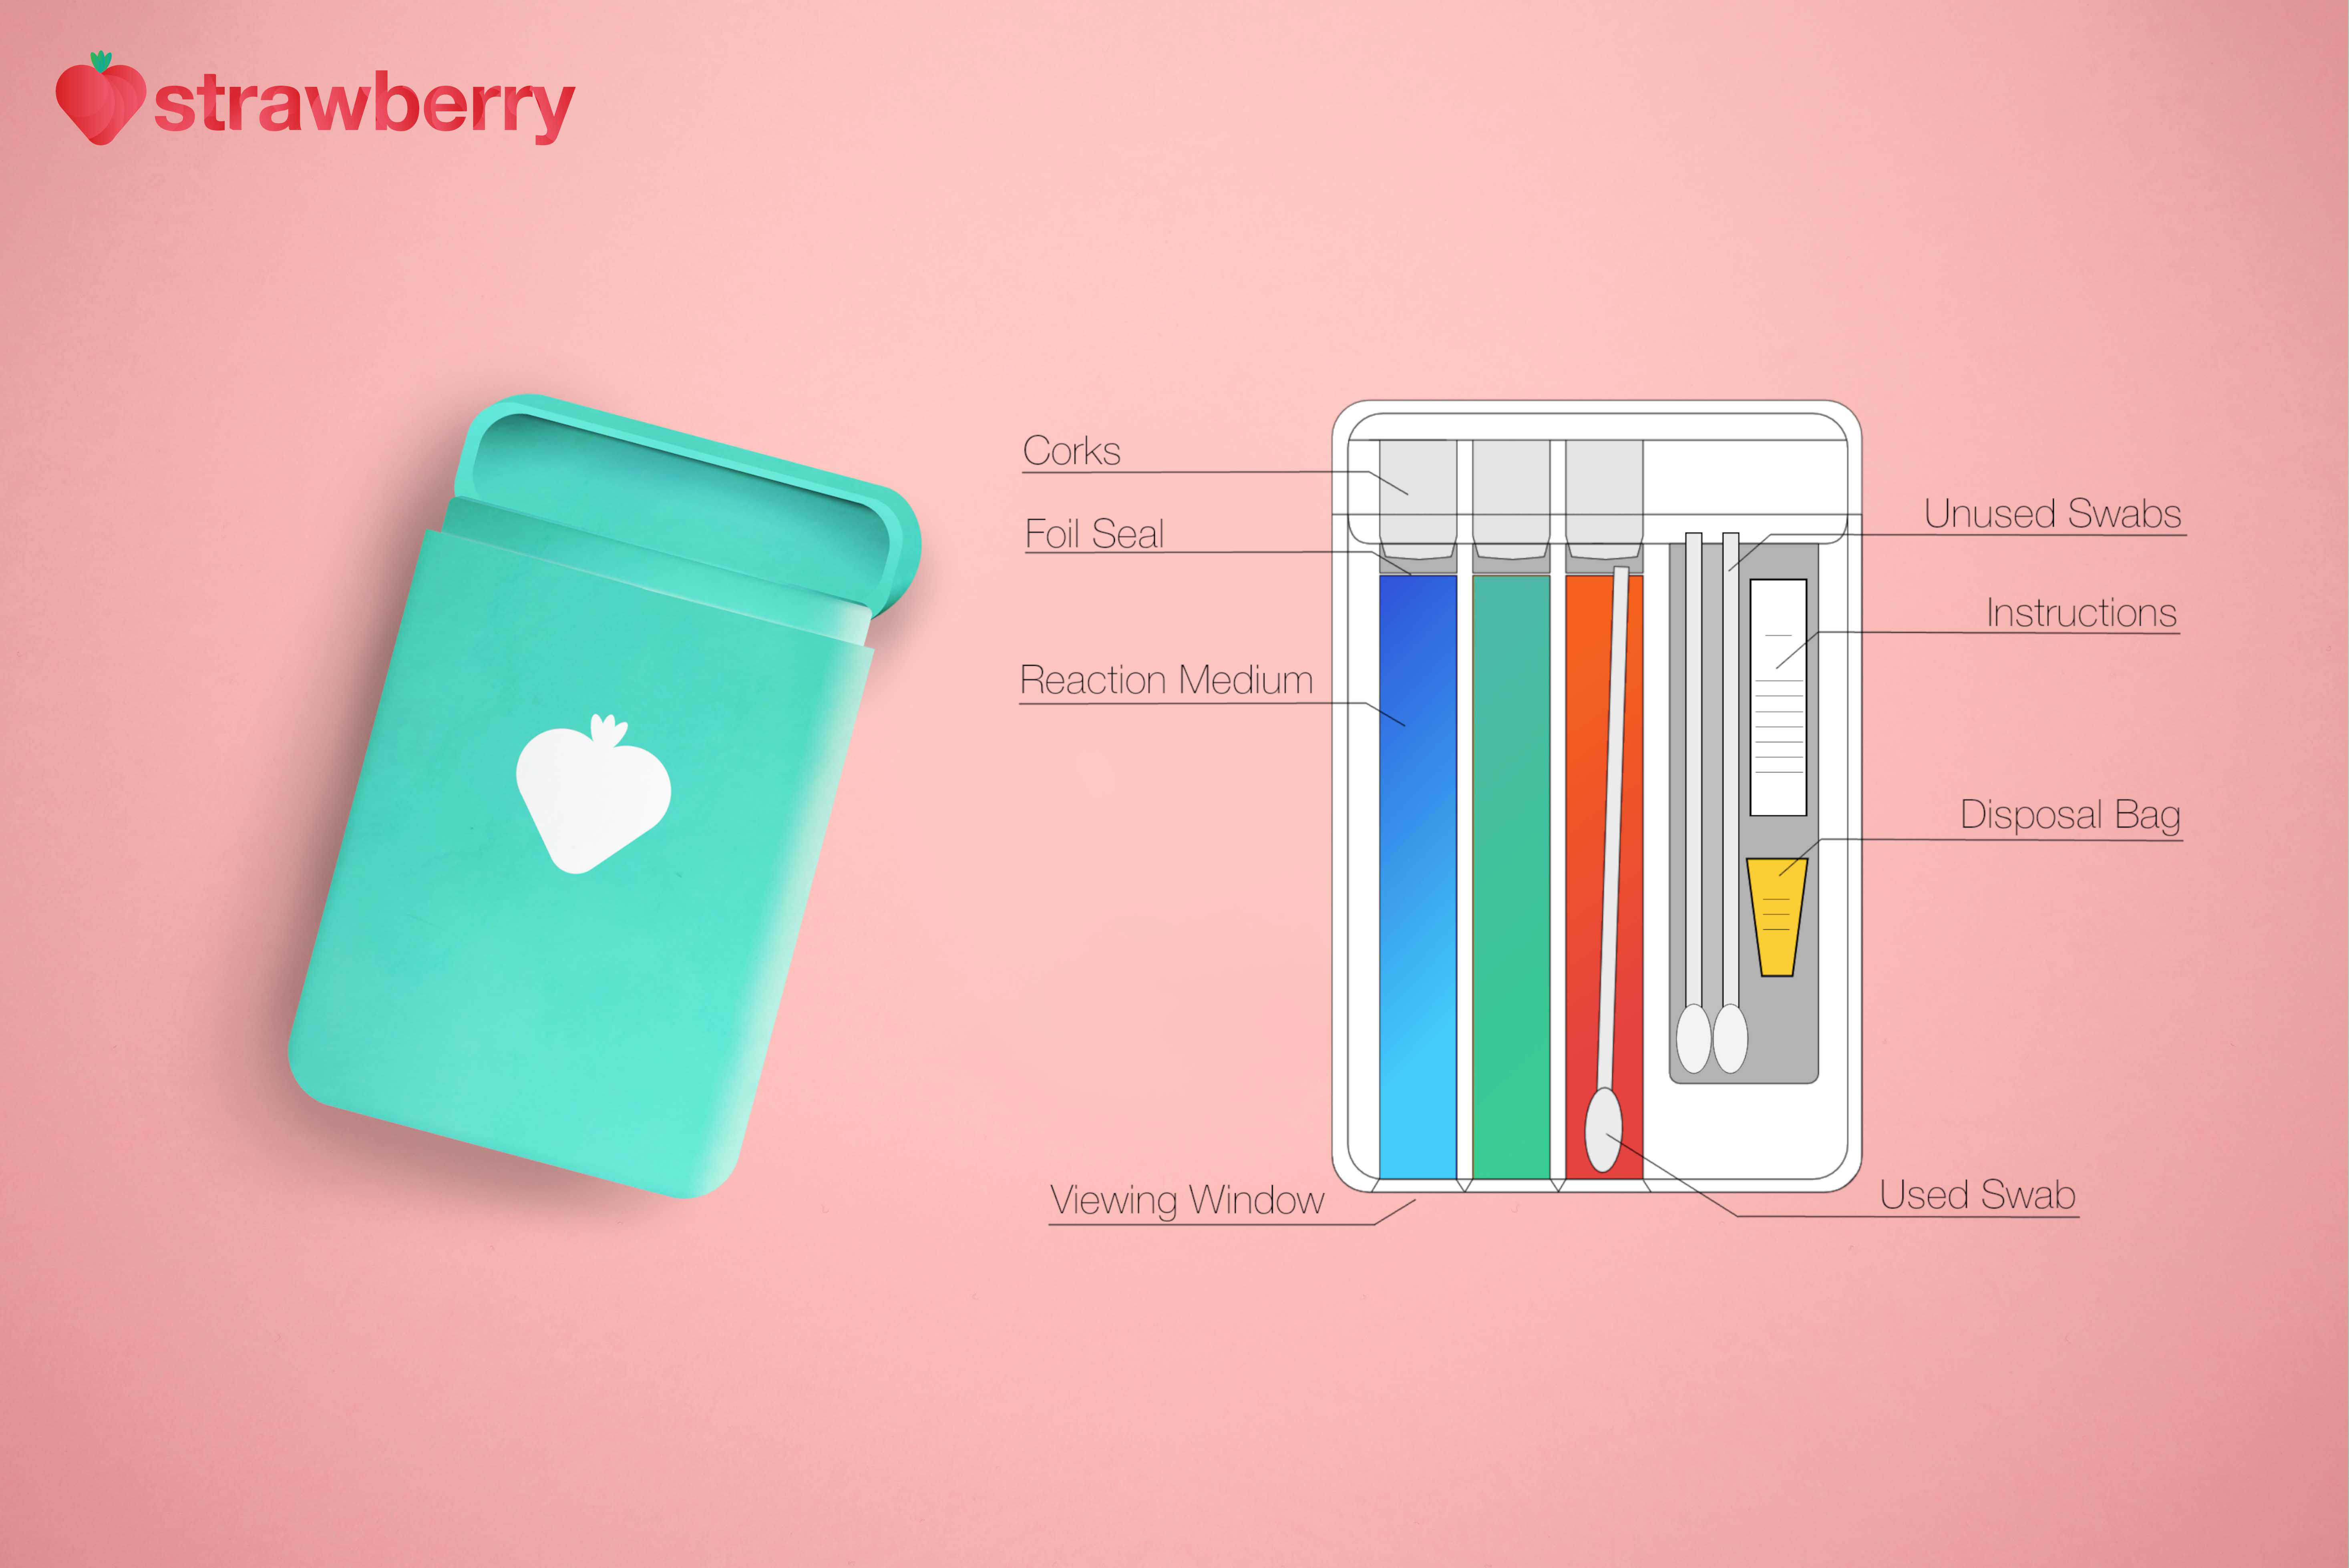 strawberry
Corks
Foil Seal
Reaction Medium
Viewing Window
Unused Swabs
Instructions
Disposal Bag
Used Swab